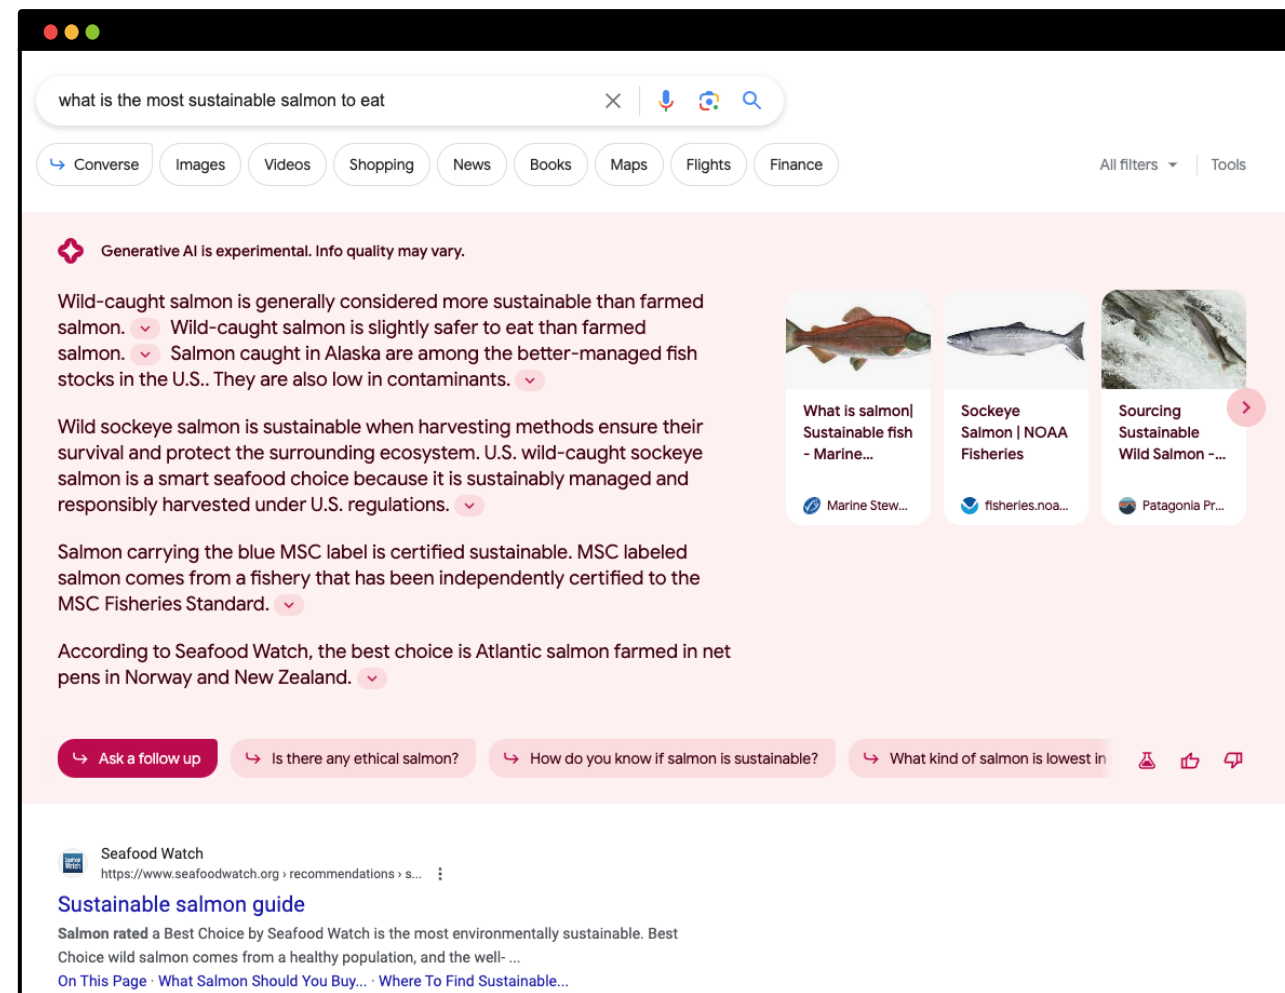 what is the most sustainable salmon to eat
Converse Images Videos Shopping News Books Maps Flights Finance All filters Tools
Generative AI is experimental. Info quality may vary.
Wild-caught salmon is generally considered more sustainable than farmed
salmon. Wild-caught salmon is slightly safer to eat than farmed
salmon. Salmon caught in Alaska are among the better-managed fish
stocks in the U.S.. They are also low in contaminants.
Wild sockeye salmon is sustainable when harvesting methods ensure their
survival and protect the surrounding ecosystem. U.S. wild-caught sockeye
salmon is a smart seafood choice because it is sustainably managed and
responsibly harvested under U.S. regulations.
Salmon carrying the blue MSC label is certified sustainable. MSC labeled
salmon comes from a fishery that has been independently certified to the
MSC Fisheries Standard.
According to Seafood Watch, the best choice is Atlantic salmon farmed in net
pens in Norway and New Zealand.
What is salmon|
Sustainable fish
- Marine...
Marine Stew...
Sockeye
Salmon | NOAA
Fisheries
fisheries.noa...
Sourcing
Sustainable
Wild Salmon -...
Patagonia Pr...
Ask a follow up Is there any ethical salmon? How do you know if salmon is sustainable? What kind of salmon is lowest in
Seafood Watch
Seafood
Watch
https://www.seafoodwatch.org › recommendations › s...
Sustainable salmon guide
Salmon rated a Best Choice by Seafood Watch is the most environmentally sustainable. Best
Choice wild salmon comes from a healthy population, and the well- ...
On This Page · What Salmon Should You Buy... · Where To Find Sustainable...